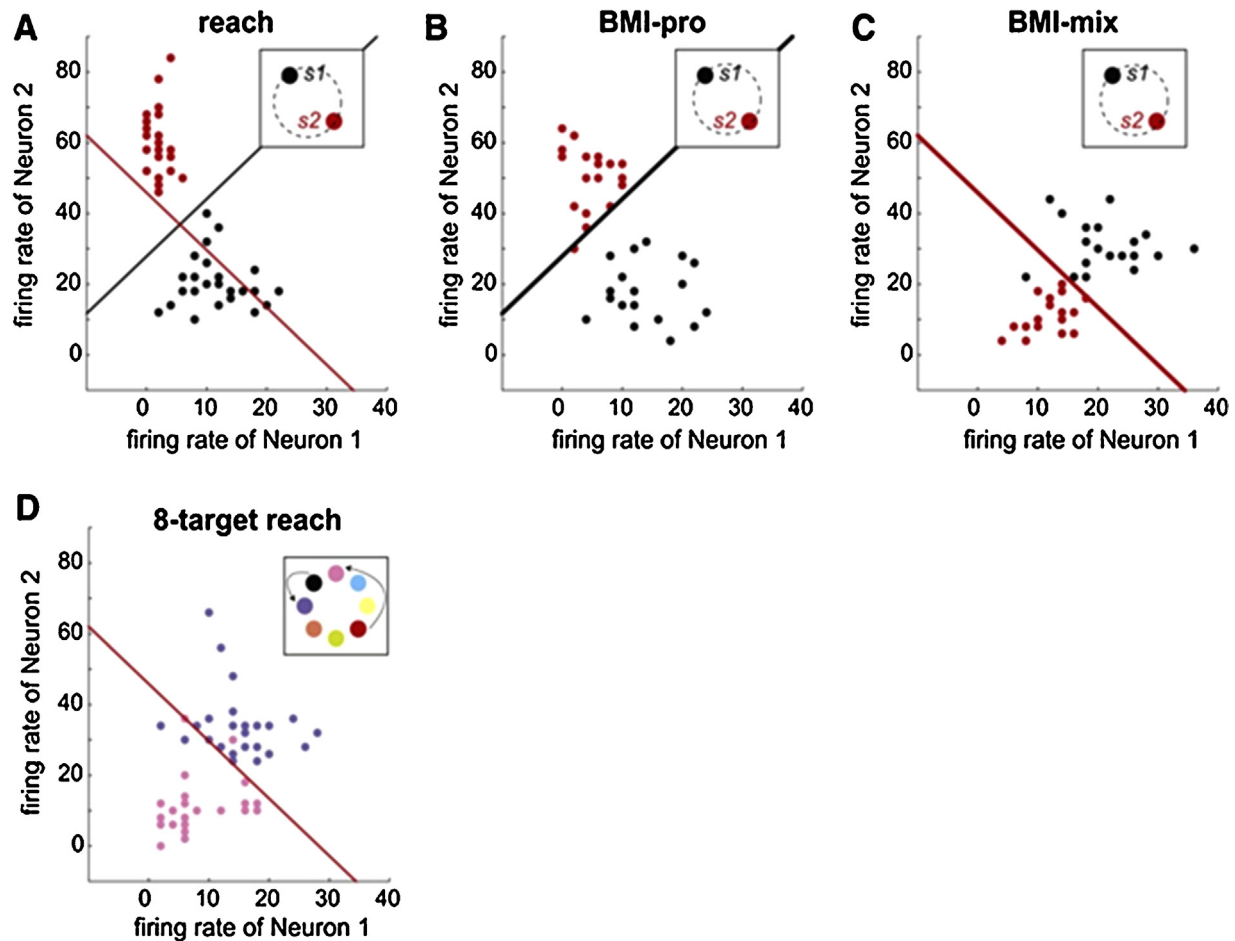 A
reach
firing rate of Neuron 2
80
60
40
20
0
s1
s2
0 10 20 30 40
firing rate of Neuron 1
B
BMI-pro
firing rate of Neuron 2
80
60
40
20
0
s1
s2
0 10 20 30 40
firing rate of Neuron 1
C
BMI-mix
firing rate of Neuron 2
80
60
40
20
0
s1
s2
0 10 20 30 40
firing rate of Neuron 1
D
8-target reach
firing rate of Neuron 2
80
60
40
20
0
0 10 20 30 40
firing rate of Neuron 1